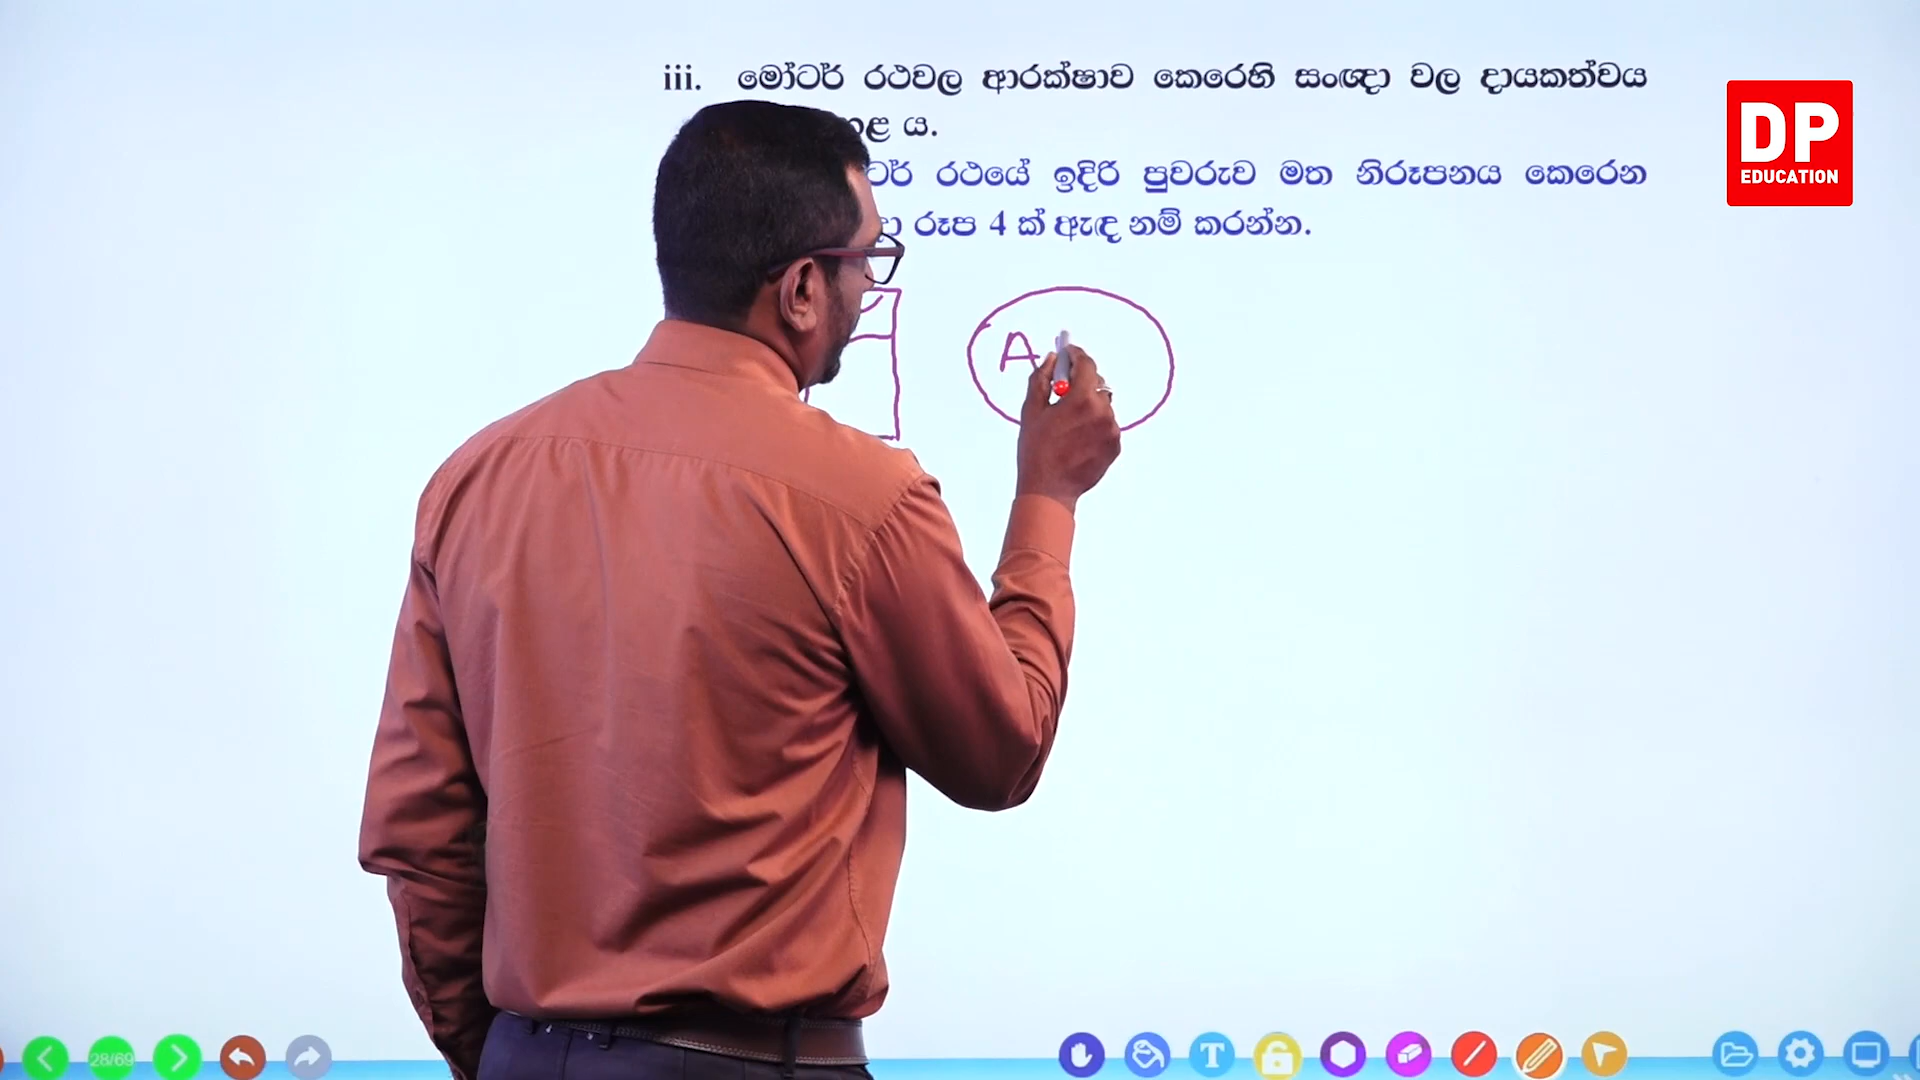 iii. මෝටර් රථවල ආරක්ෂාව කෙරෙහි සංඥා වල දායකත්වය
ය.
රථයේ ඉදිරි පුවරුව මත නිරූපනය කෙරෙන
රූප 4 ක් ඇඳ නම් කරන්න.
DP
EDUCATION
A
28/69
T